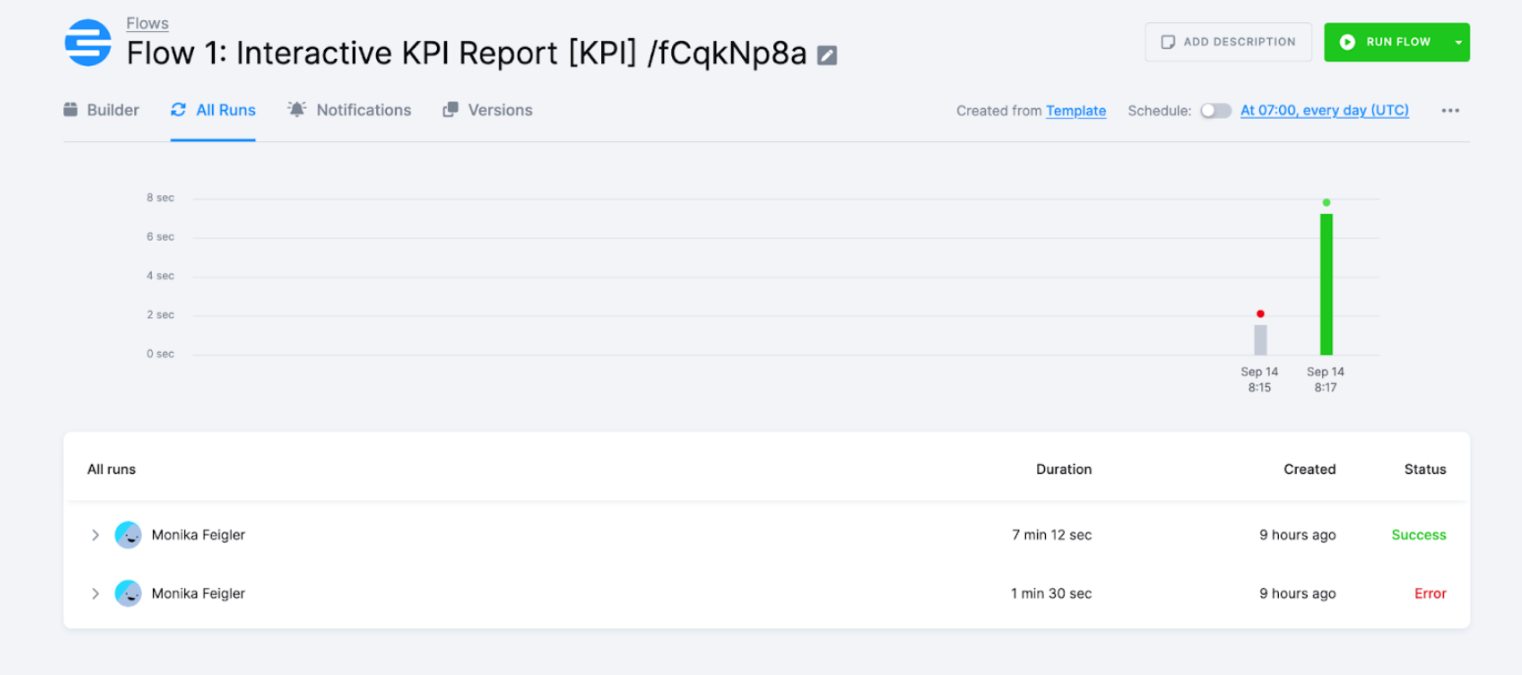 Flows
Flow 1: Interactive KPI Report [KPI] /fCqkNp8a
ADD DESCRIPTION
RUN FLOW
Builder
All Runs
Notifications
Versions
Created from Template
Schedule:
At 07:00, every day (UTC)
8 sec
6 sec
4 sec
2 sec
0 sec
Sep 14
8:15
Sep 14
8:17
All runs Duration Created Status
Monika Feigler 7 min 12 sec 9 hours ago Success
Monika Feigler 1 min 30 sec 9 hours ago Error